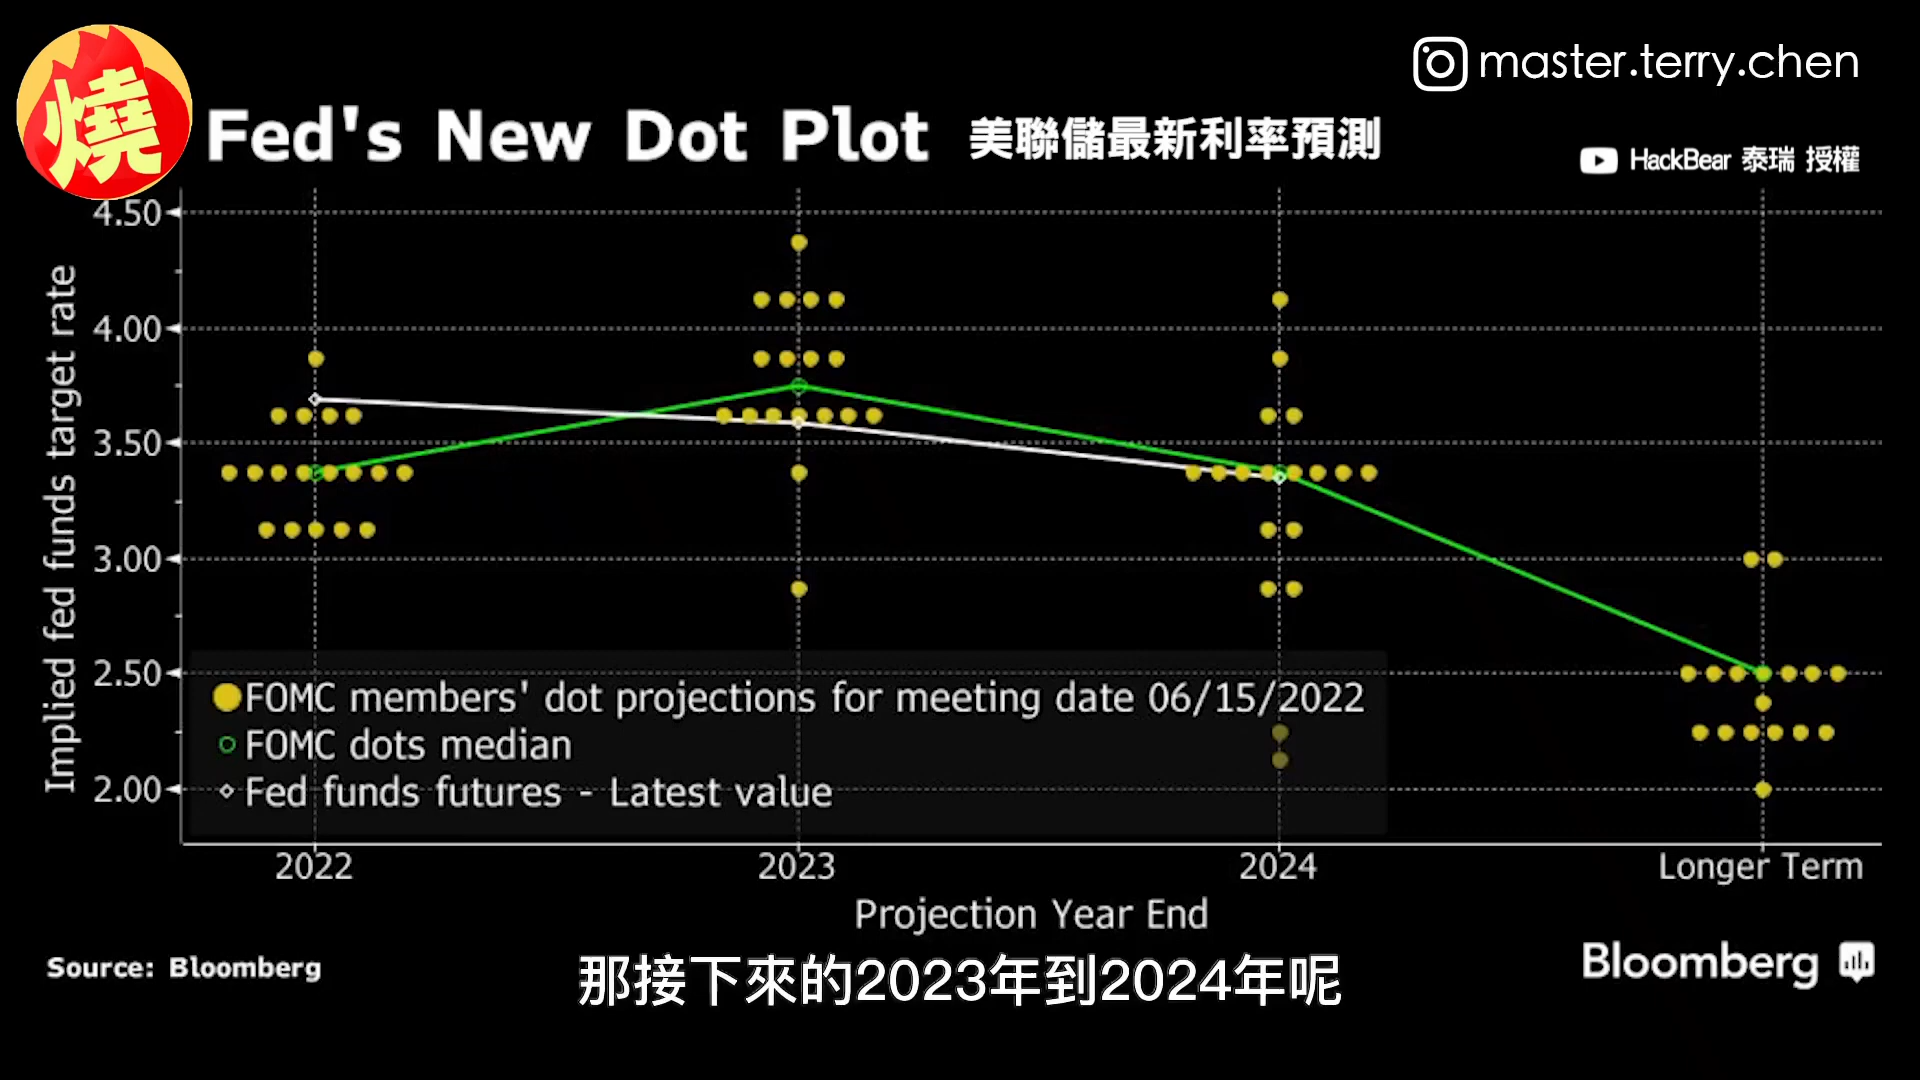 master.terry.chen
燒
Fed's New Dot Plot 美聯儲最新利率預測
HackBear 泰瑞 授權
4.50
4.00
3.50
3.00
2.50
2.00
Implied fed funds target rate
FOMC members' dot projections for meeting date 06/15/2022
FOMC dots median
Fed funds futures - Latest value
2022 2023 2024 Longer Term
Projection Year End
Source: Bloomberg
Bloomberg
那接下來的2023年到2024年呢